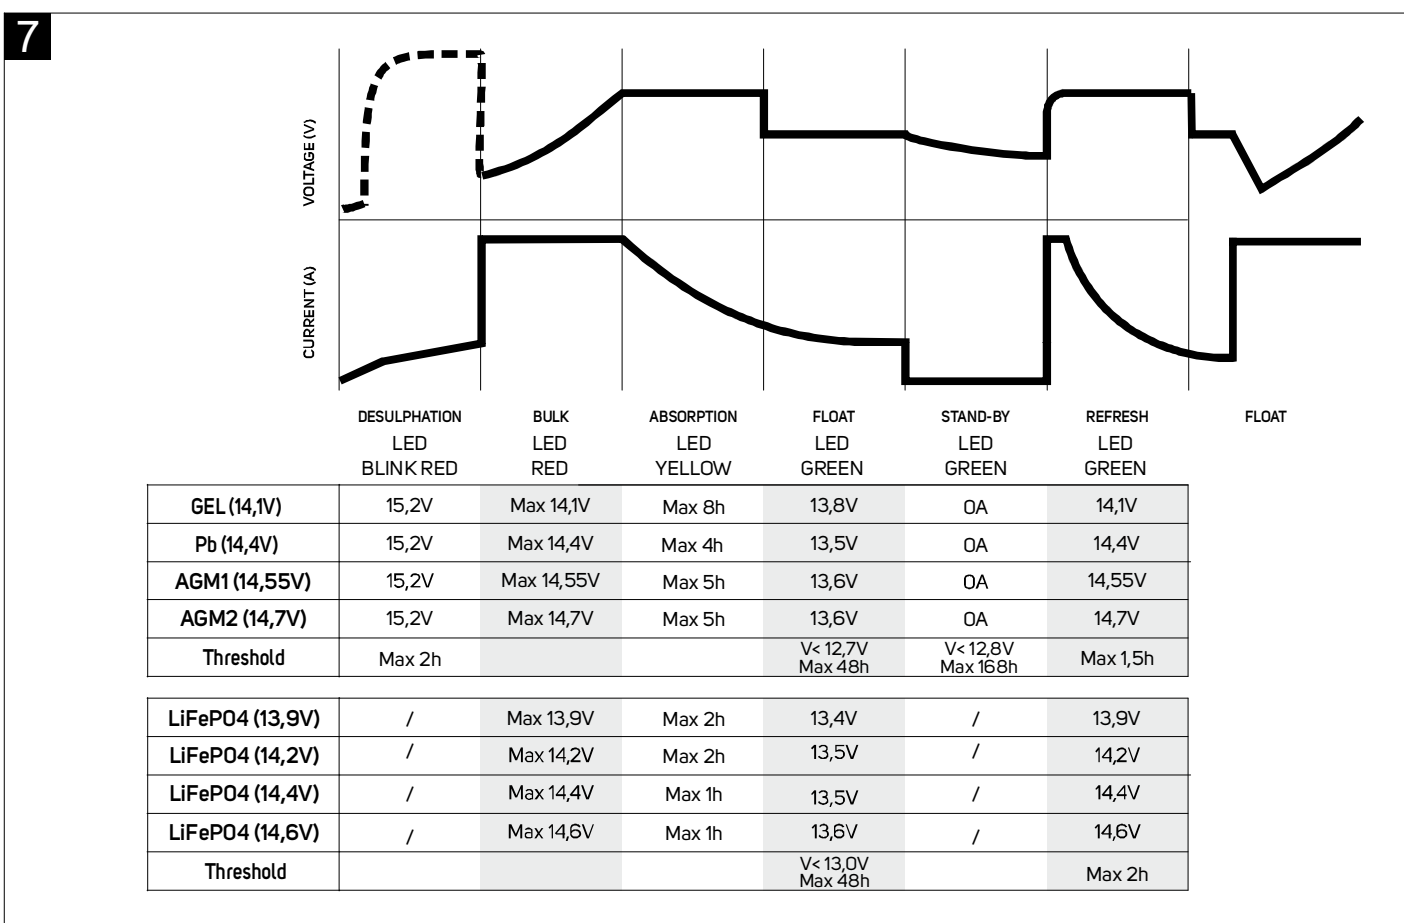 7
VOLTAGE (V)
CURRENT (A)
DESULPHATION BULK ABSORPTION FLOAT STAND-BY REFRESH FLOAT
LED LED LED LED LED LED
BLINK RED RED YELLOW GREEN GREEN GREEN
GEL (14,1V) 15,2V Max 14,1V Max 8h 13,8V 0A 14,1V
Pb (14,4V) 15,2V Max 14,4V Max 4h 13,5V 0A 14,4V
AGM1 (14,55V) 15,2V Max 14,55V Max 5h 13,6V 0A 14,55V
AGM2 (14,7V) 15,2V Max 14,7V Max 5h 13,6V 0A 14,7V
Threshold Max 2h V< 12,7V V< 12,8V Max 1,5h
Max 48h Max 168h
LiFePO4 (13,9V) / Max 13,9V Max 2h 13,4V / 13,9V
LiFePO4 (14,2V) / Max 14,2V Max 2h 13,5V / 14,2V
LiFePO4 (14,4V) / Max 14,4V Max 1h 13,5V / 14,4V
LiFePO4 (14,6V) / Max 14,6V Max 1h 13,6V / 14,6V
Threshold V< 13,0V Max 2h
Max 48h